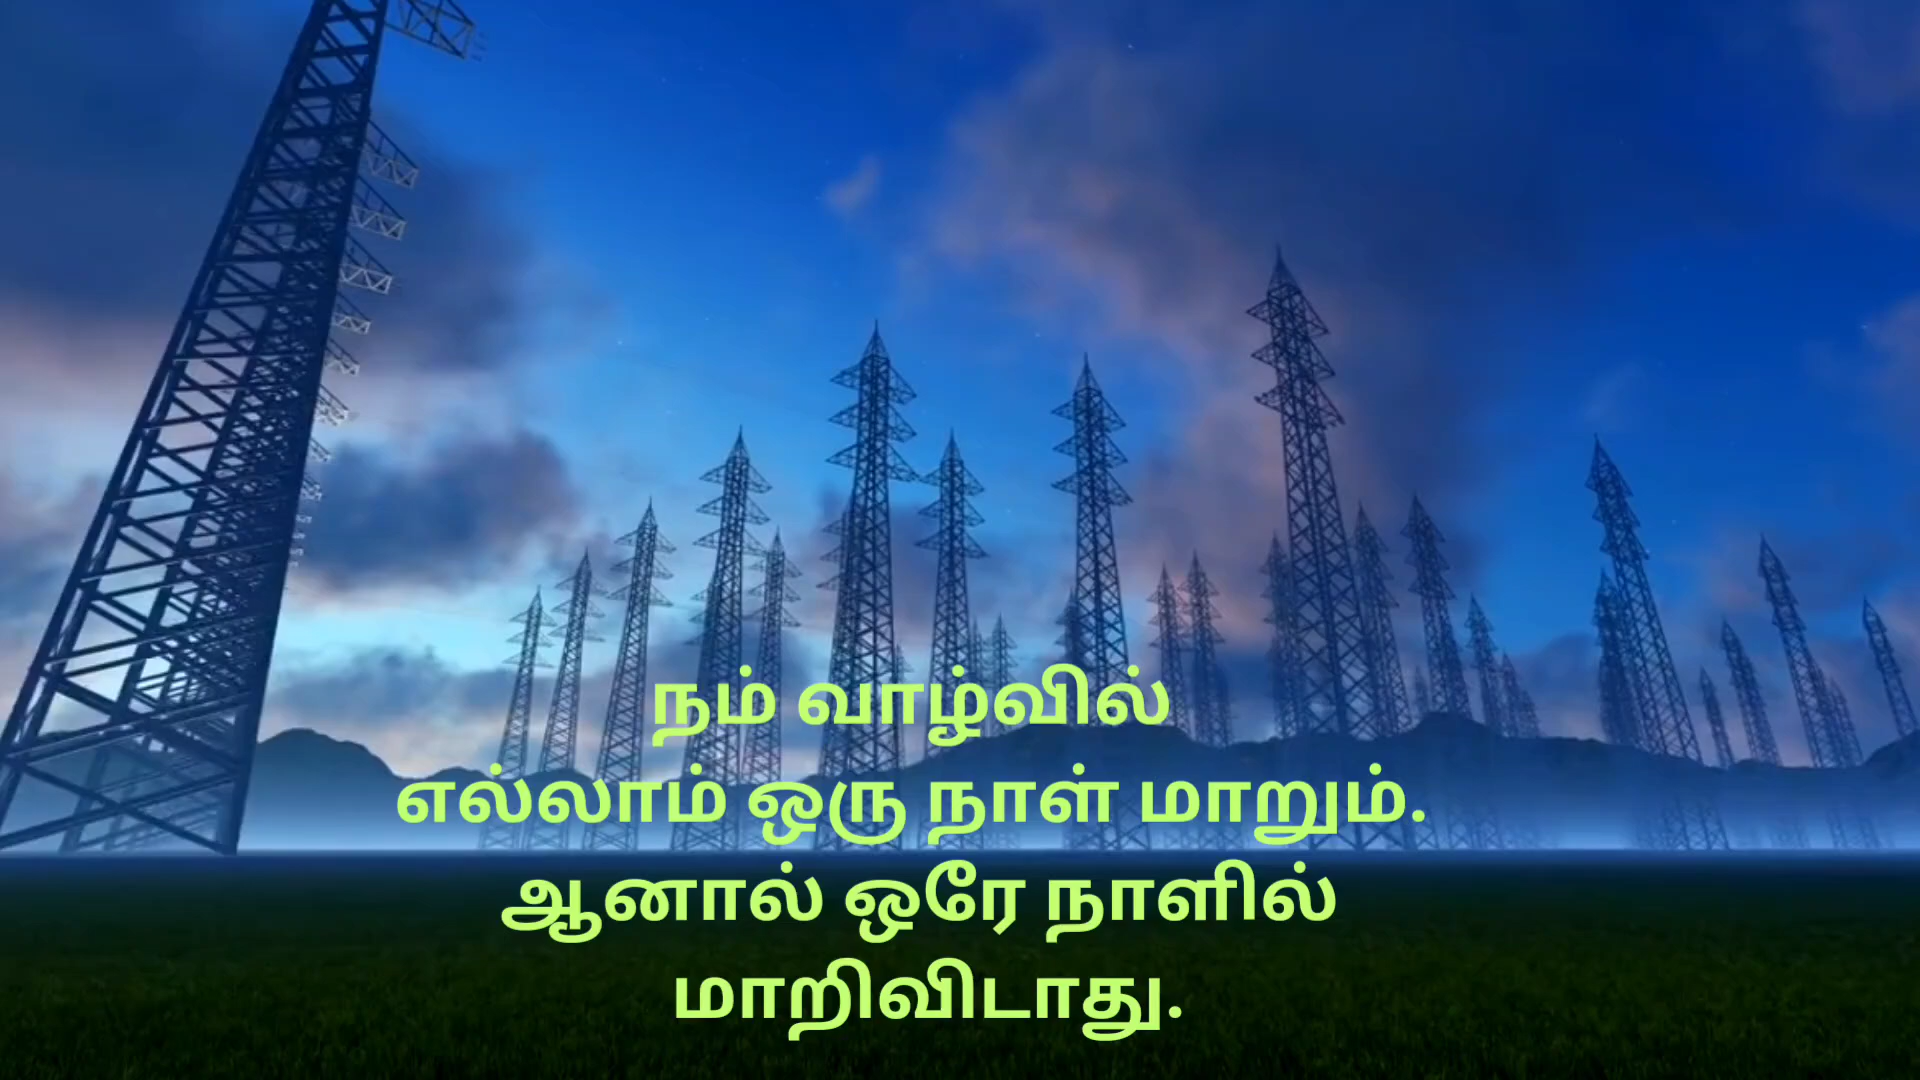 நம் வாழ்வில்
எல்லாம் ஒரு நாள் மாறும்.
ஆனால் ஒரே நாளில்
மாறிவிடாது.